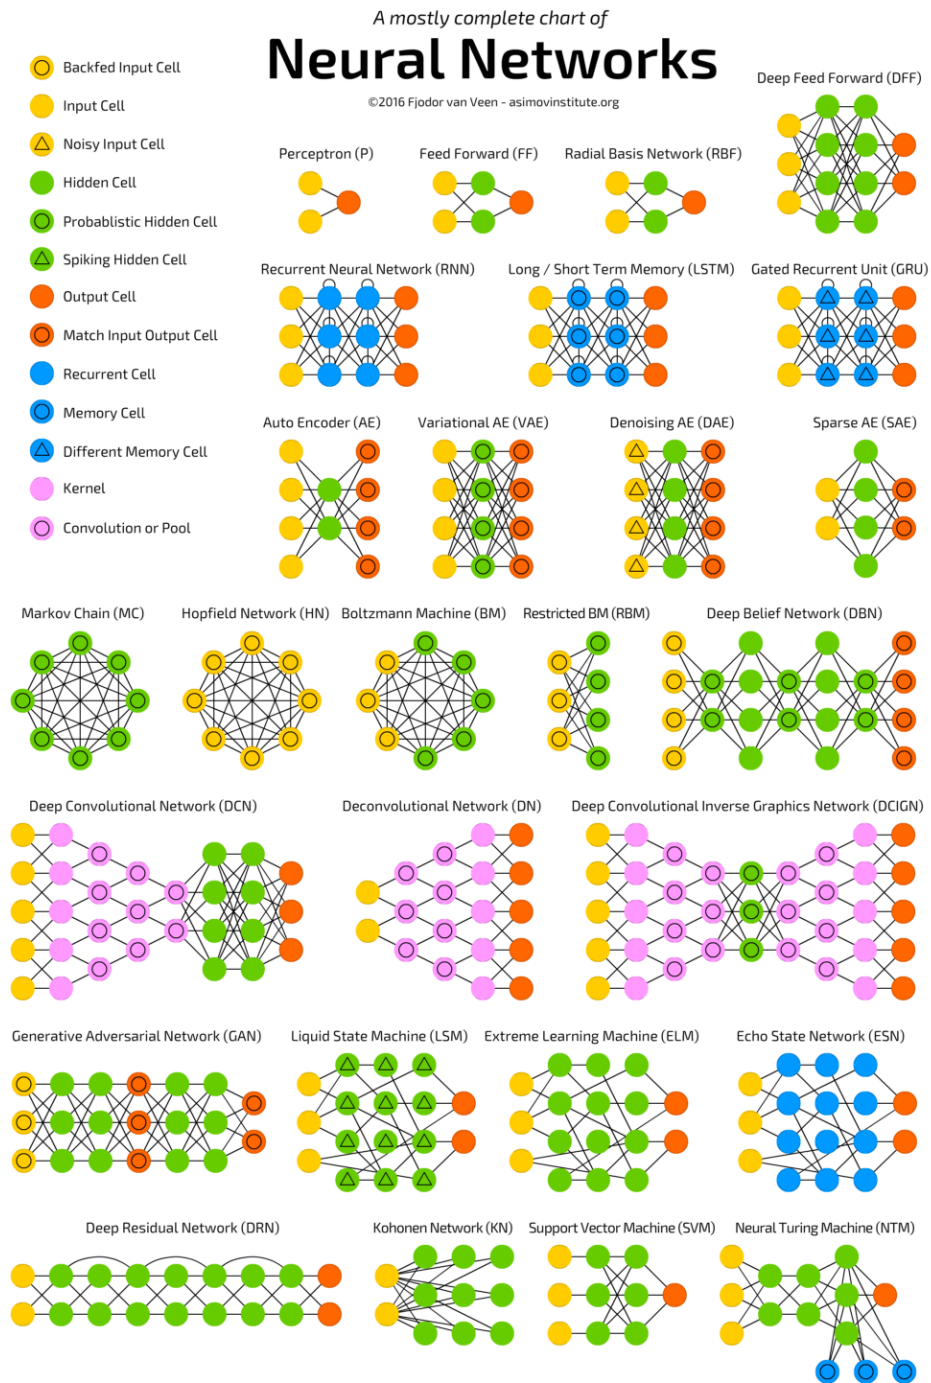 A mostly complete chart of
Neural Networks
©2016 Fjodor van Veen - asimovinstitute.org
Backfed Input Cell
Input Cell
Noisy Input Cell
Hidden Cell
Probablistic Hidden Cell
Spiking Hidden Cell
Output Cell
Match Input Output Cell
Recurrent Cell
Memory Cell
Different Memory Cell
Kernel
Convolution or Pool
Deep Feed Forward (DFF)
Perceptron (P)
Feed Forward (FF)
Radial Basis Network (RBF)
Recurrent Neural Network (RNN)
Long / Short Term Memory (LSTM)
Gated Recurrent Unit (GRU)
Auto Encoder (AE)
Variational AE (VAE)
Denoising AE (DAE)
Sparse AE (SAE)
Markov Chain (MC)
Hopfield Network (HN)
Boltzmann Machine (BM)
Restricted BM (RBM)
Deep Belief Network (DBN)
Deep Convolutional Network (DCN)
Deconvolutional Network (DN)
Deep Convolutional Inverse Graphics Network (DCIGN)
Generative Adversarial Network (GAN)
Liquid State Machine (LSM)
Extreme Learning Machine (ELM)
Echo State Network (ESN)
Deep Residual Network (DRN)
Kohonen Network (KN)
Support Vector Machine (SVM)
Neural Turing Machine (NTM)